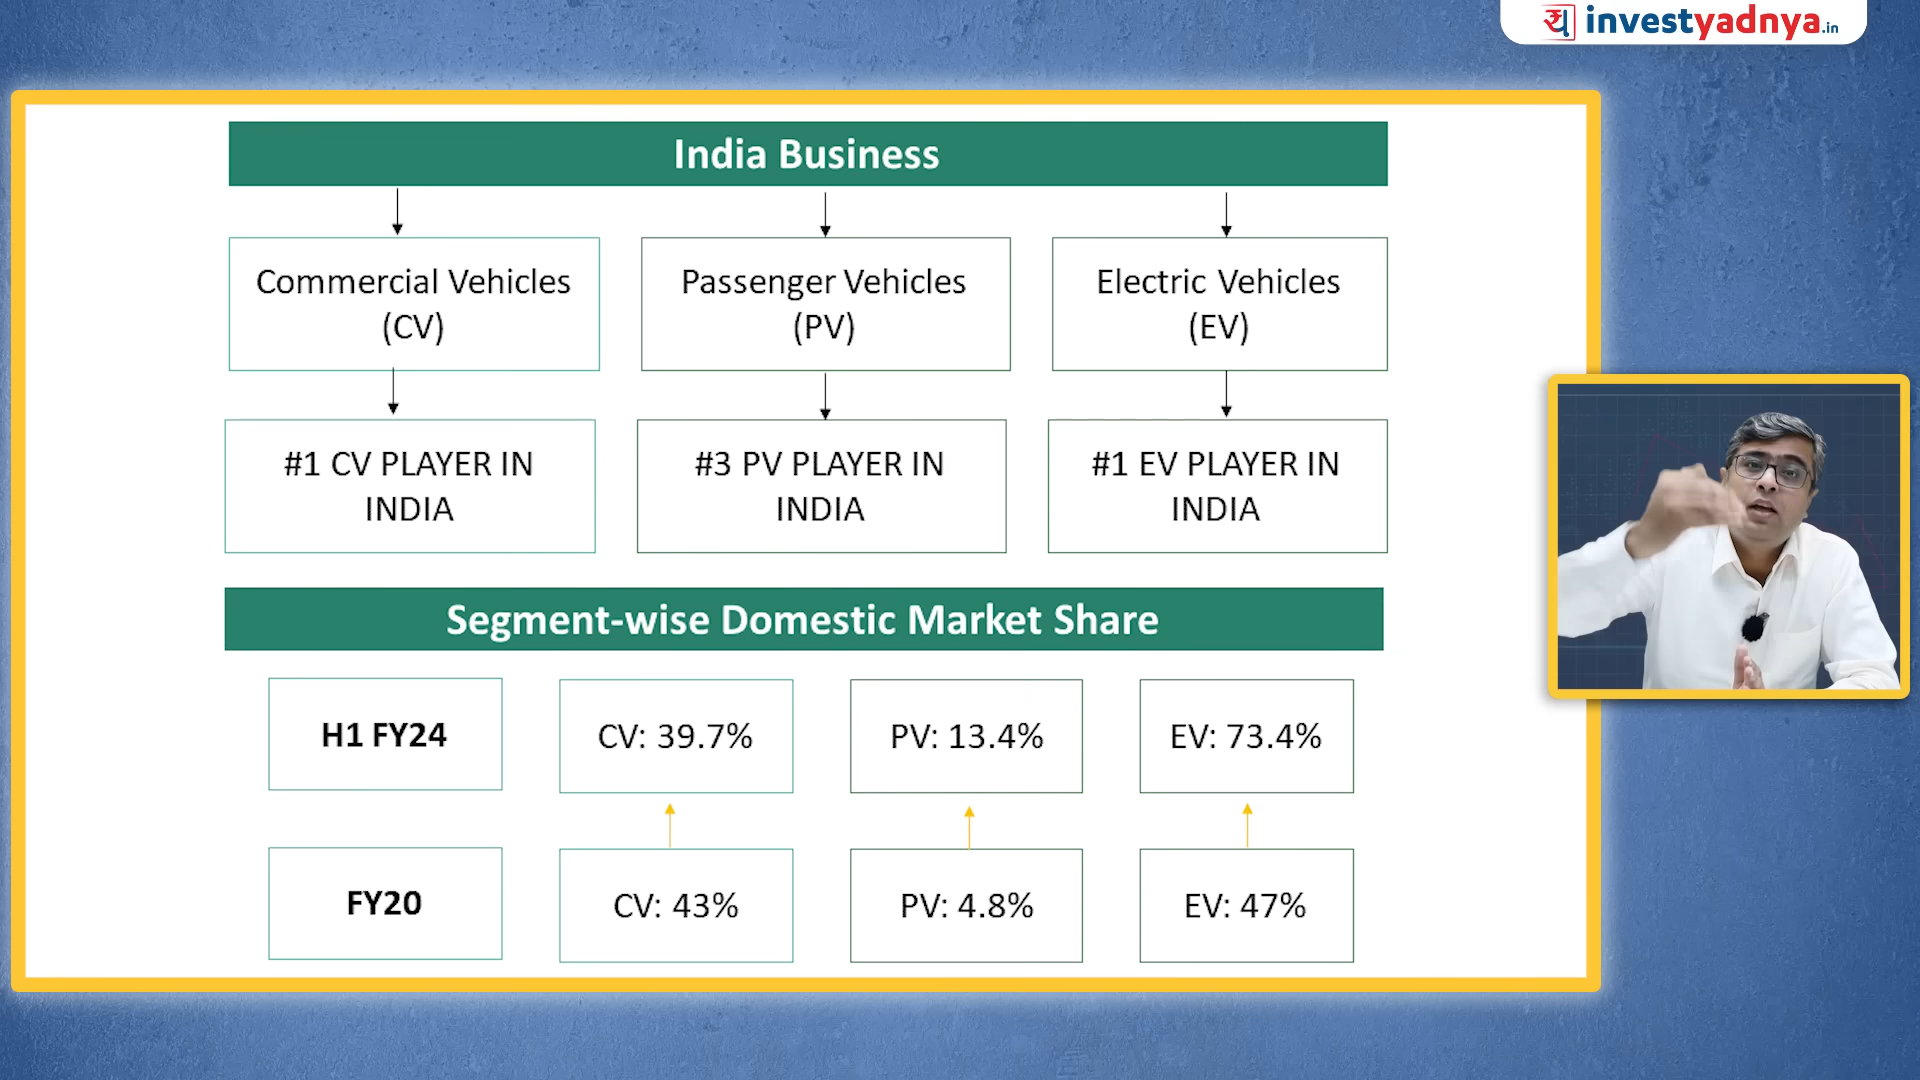 य investyadnya.in
India Business
Commercial Vehicles
(CV)
Passenger Vehicles
(PV)
Electric Vehicles
(EV)
#1 CV PLAYER IN
INDIA
#3 PV PLAYER IN
INDIA
#1 EV PLAYER IN
INDIA
Segment-wise Domestic Market Share
H1 FY24
CV: 39.7%
PV: 13.4%
EV: 73.4%
FY20
CV: 43%
PV: 4.8%
EV: 47%